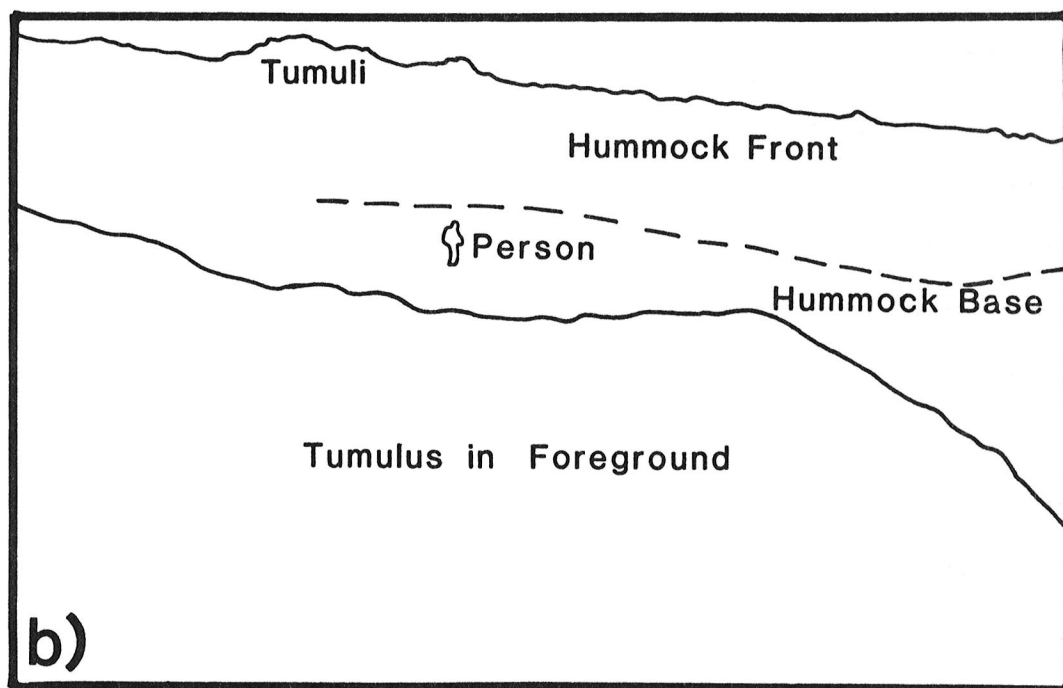 Tumuli
Hummock Front
Person
Hummock Base
Tumulus in Foreground
b)